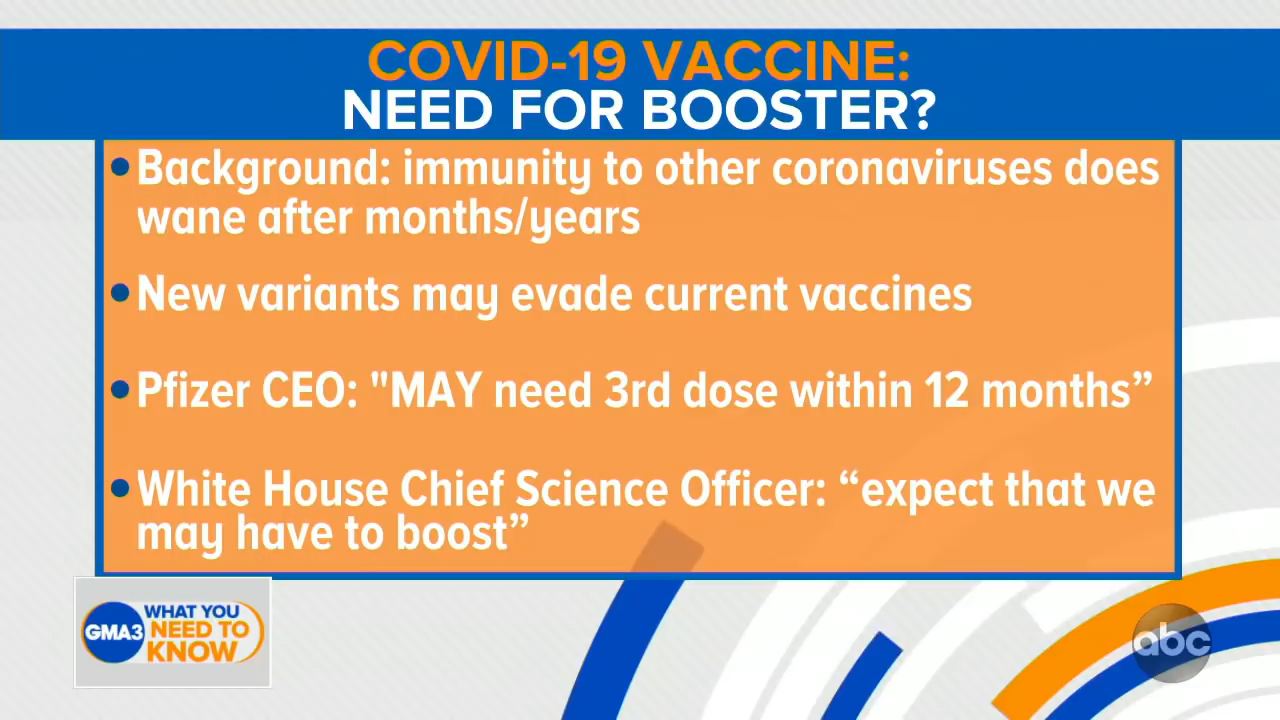 COVID-19 VACCINE:
NEED FOR BOOSTER?
• Background: immunity to other coronaviruses does
wane after months/years
• New variants may evade current vaccines
• Pfizer CEO: "MAY need 3rd dose within 12 months”
• White House Chief Science Officer: “expect that we
may have to boost”
GMA3
WHAT YOU
NEED TO
KNOW
abc